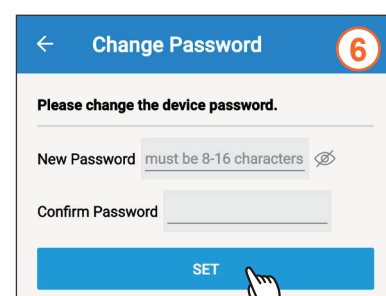 Change Password
6
Please change the device password.
New Password must be 8-16 characters
Confirm Password
SET